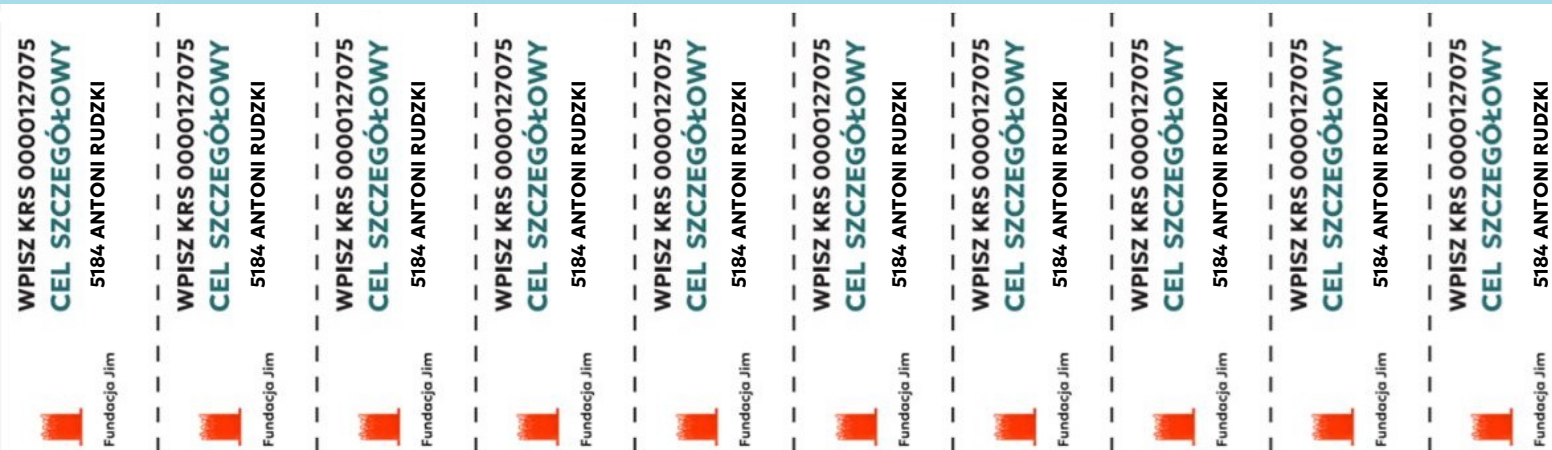 WPISZ KRS 0000127075
CEL SZCZEGÓŁOWY
5184 ANTONI RUDZKI
Fundacja Jim
WPISZ KRS 0000127075
CEL SZCZEGÓŁOWY
5184 ANTONI RUDZKI
Fundacja Jim
WPISZ KRS 0000127075
CEL SZCZEGÓŁOWY
5184 ANTONI RUDZKI
Fundacja Jim
WPISZ KRS 0000127075
CEL SZCZEGÓŁOWY
5184 ANTONI RUDZKI
Fundacja Jim
WPISZ KRS 0000127075
CEL SZCZEGÓŁOWY
5184 ANTONI RUDZKI
Fundacja Jim
WPISZ KRS 0000127075
CEL SZCZEGÓŁOWY
5184 ANTONI RUDZKI
Fundacja Jim
WPISZ KRS 0000127075
CEL SZCZEGÓŁOWY
5184 ANTONI RUDZKI
Fundacja Jim
WPISZ KRS 0000127075
CEL SZCZEGÓŁOWY
5184 ANTONI RUDZKI
Fundacja Jim
WPISZ KRS 0000127075
CEL SZCZEGÓŁOWY
5184 ANTONI RUDZKI
Fundacja Jim
WPISZ KRS 0000127075
CEL SZCZEGÓŁOWY
5184 ANTONI RUDZKI
Fundacja Jim